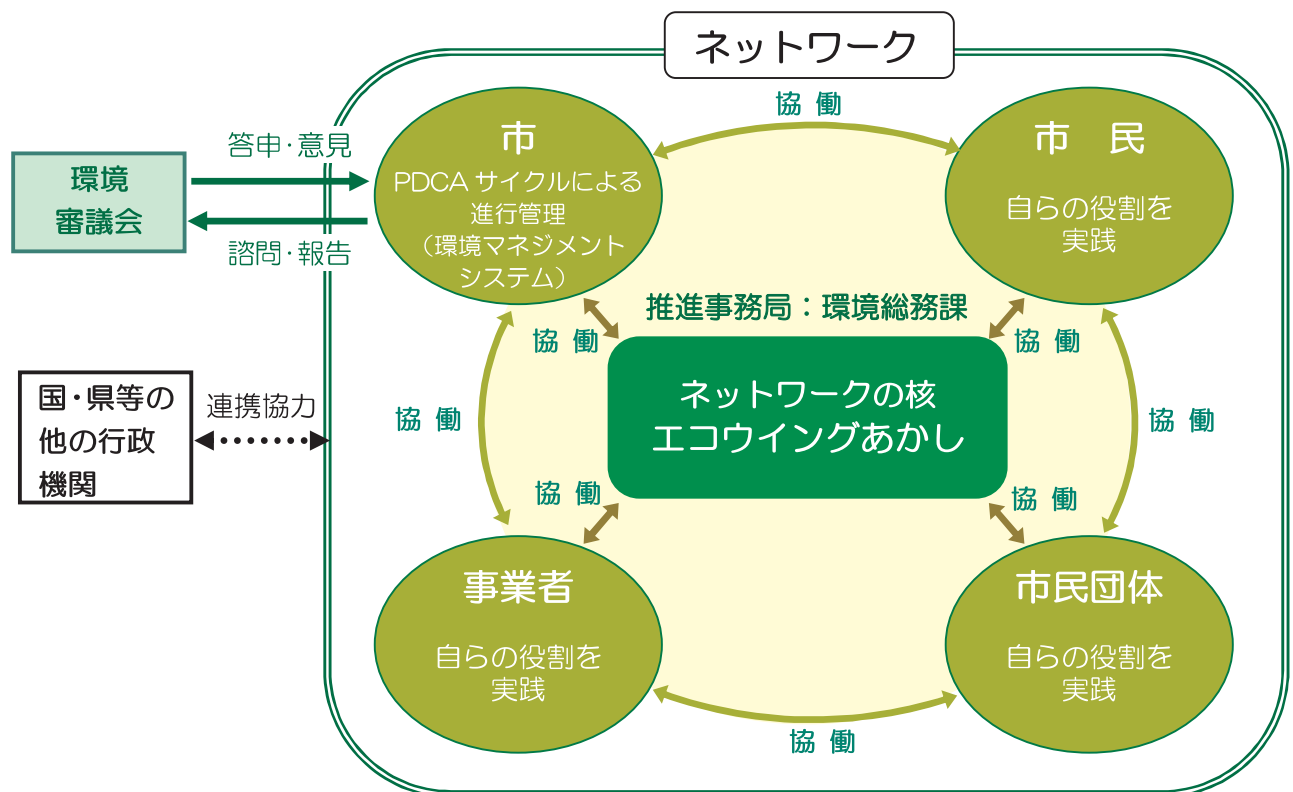 ネットワーク
協働
答申・意見
環境
審議会
諮問・報告
市
PDCAサイクルによる
進行管理
（環境マネジメント
システム）
市　民
自らの役割を
実践
推進事務局：環境総務課
協働
協働
国・県等の
他の行政
機関
連携協力
協働
ネットワークの核
エコウイングあかし
協働
協働
協働
事業者
自らの役割を
実践
市民団体
自らの役割を
実践
協働